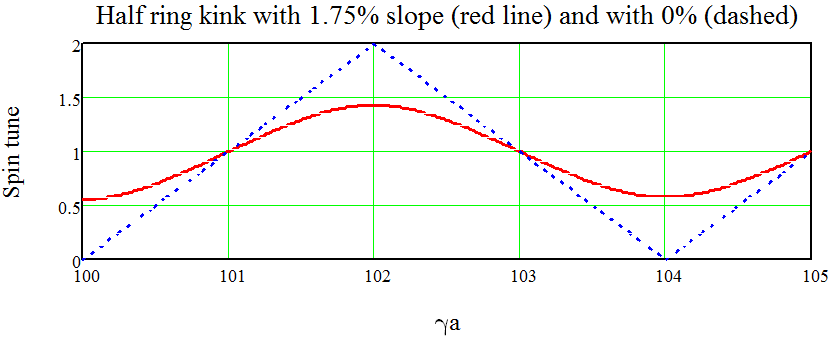 Half ring kink with 1.75% slope (red line) and with 0% (dashed)
2
1.5
1
0.5
0
Spin tune
100 101 102 103 104 105
γa